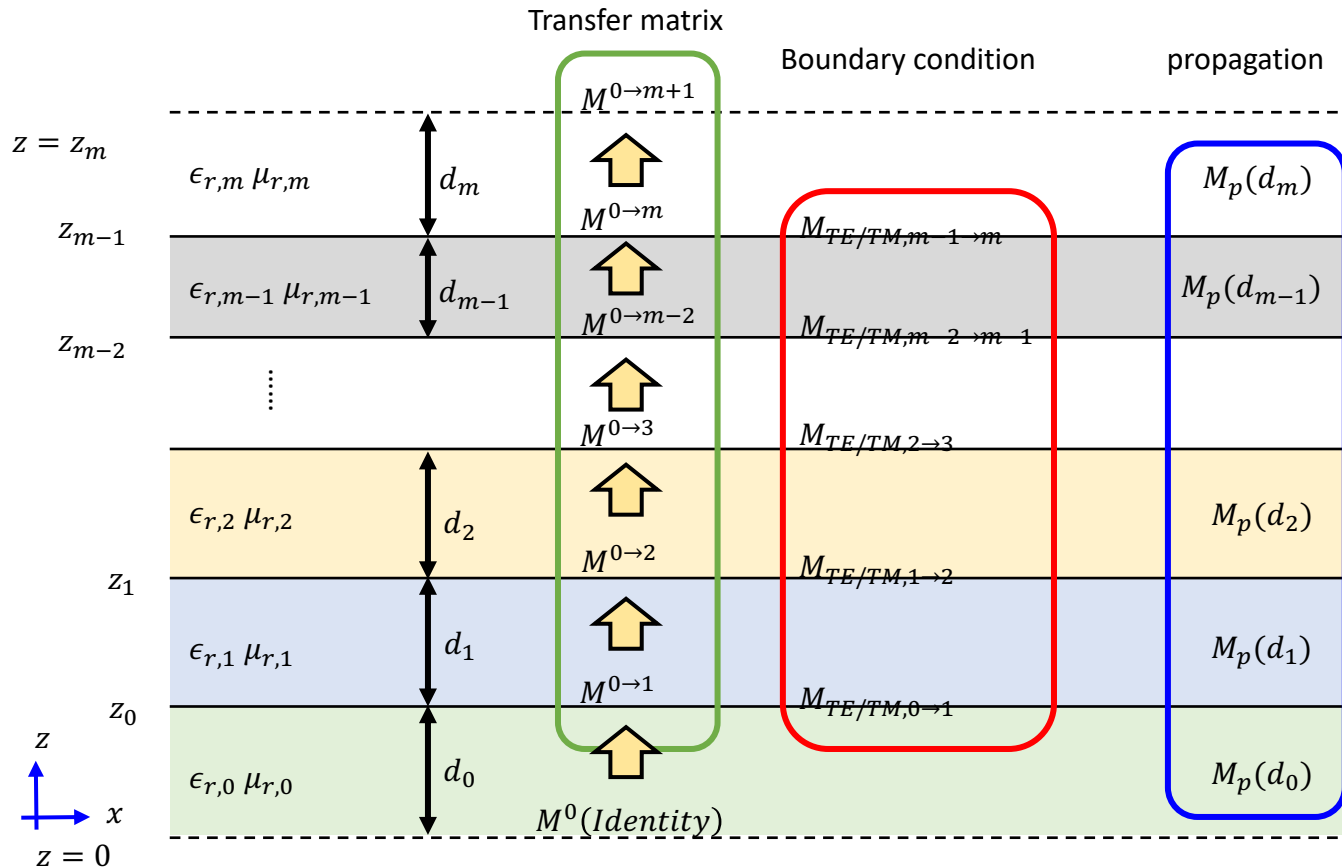 Transfer matrix
Boundary condition
propagation
M^{0→m+1}
z = z_m
ϵ_{r,m} μ_{r,m}
d_m
M_p(d_m)
M^{0→m}
z_{m−1}
M_{TE/TM,m−1→m}
ϵ_{r,m−1} μ_{r,m−1}
d_{m−1}
M_p(d_{m−1})
M^{0→m−2}
z_{m−2}
M_{TE/TM,m−2→m−1}
......
M^{0→3}
M_{TE/TM,2→3}
ϵ_{r,2} μ_{r,2}
d_2
M_p(d_2)
M^{0→2}
z_1
M_{TE/TM,1→2}
ϵ_{r,1} μ_{r,1}
d_1
M_p(d_1)
M^{0→1}
z_0
M_{TE/TM,0→1}
z
ϵ_{r,0} μ_{r,0}
d_0
M_p(d_0)
x
M^0(Identity)
z = 0